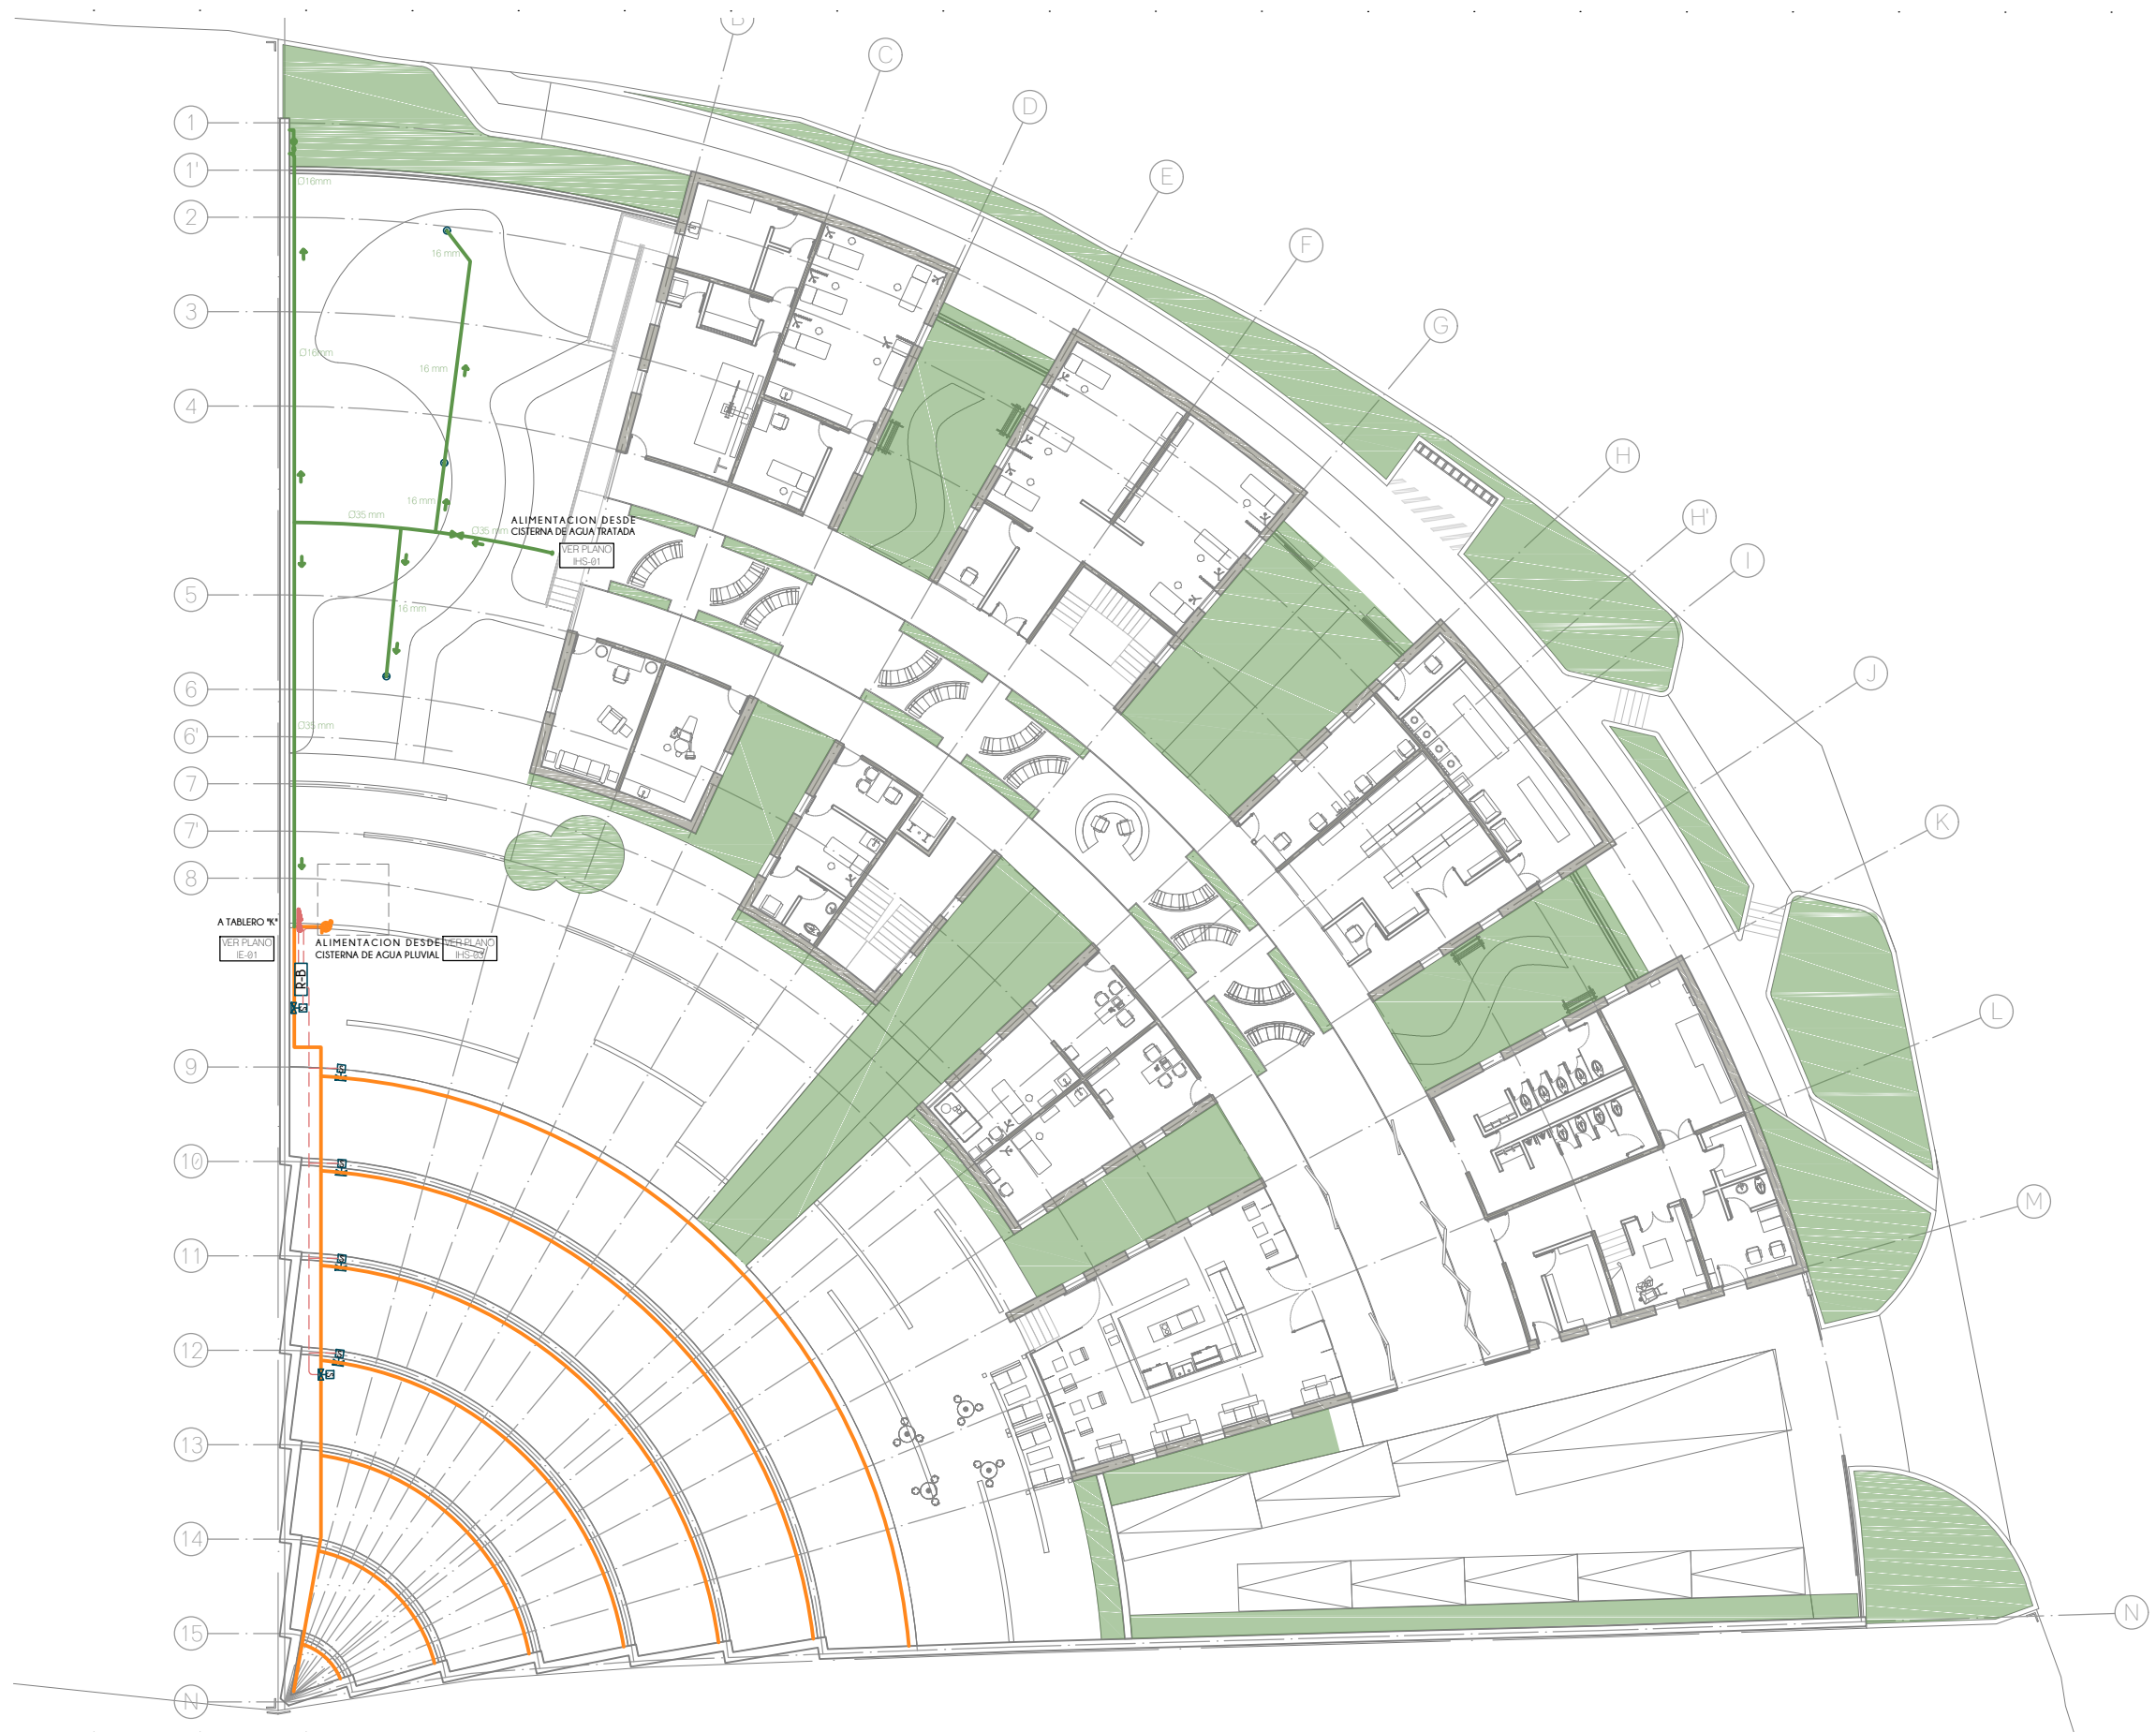 B
C
D
E
F
G
H
H'
I
J
K
L
M
N
1
1'
2
3
4
5
6
6'
7
7'
8
9
10
11
12
13
14
15
N
Ø16mm
16 mm
Ø16mm
16 mm
16 mm
Ø35 mm
Ø35 mm
ALIMENTACION DESDE
CISTERNA DE AGUA TRATADA
VER PLANO
IHS-01
16 mm
Ø35 mm
A TABLERO "K"
VER PLANO
IE-01
ALIMENTACION DESDE
CISTERNA DE AGUA PLUVIAL
VER PLANO
IHS-03
R-B